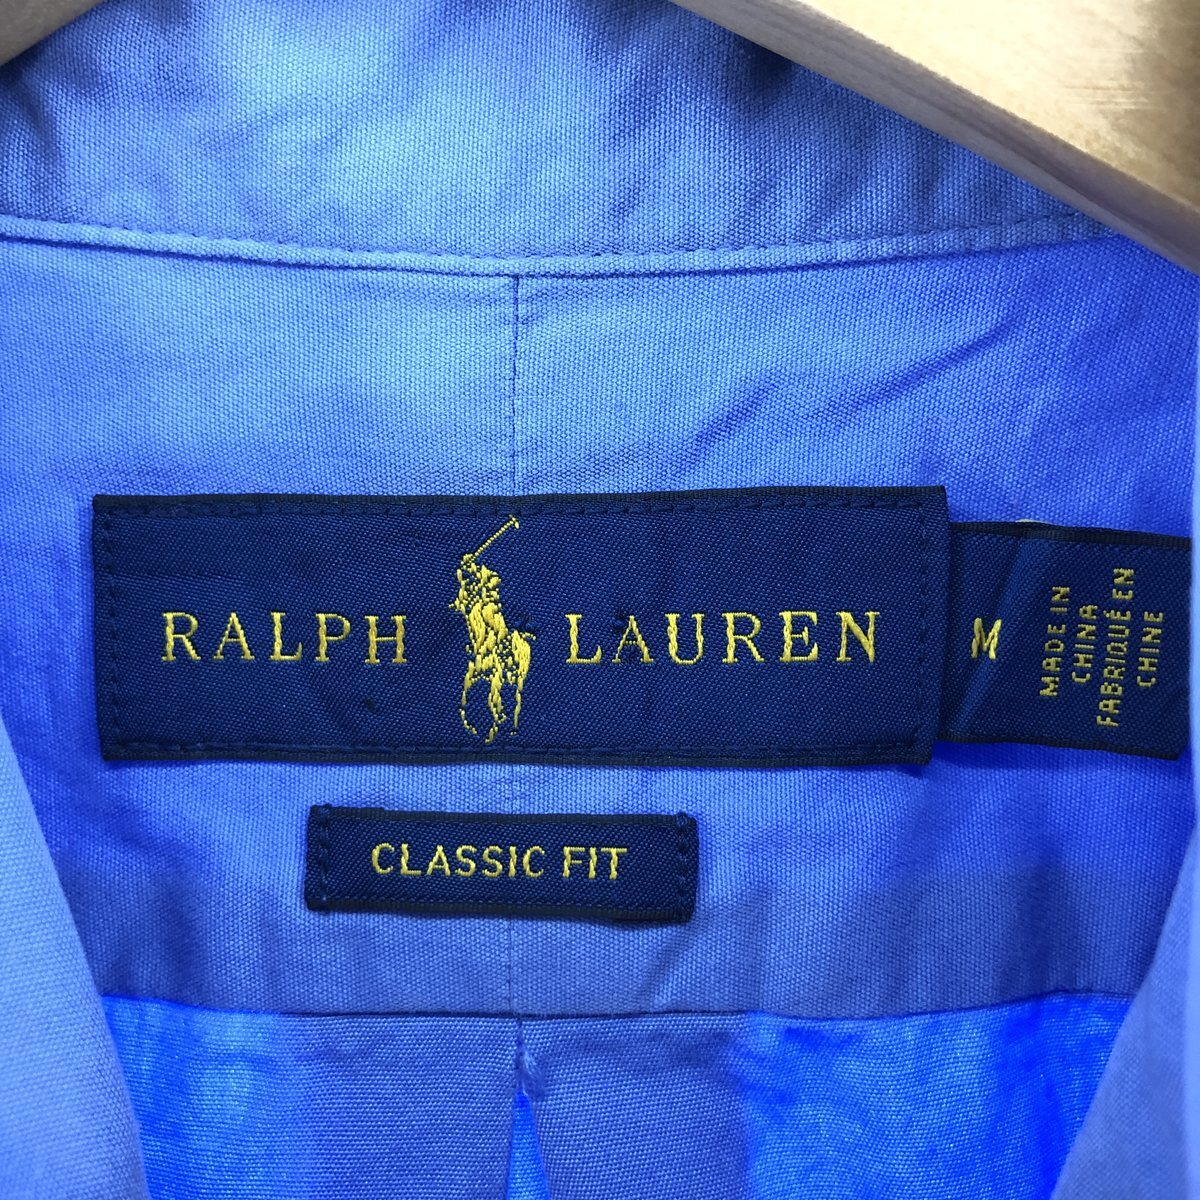 RALPH LAUREN
M
MADE IN
CHINA
FABRIQUÉ EN
CHINE
CLASSIC FIT